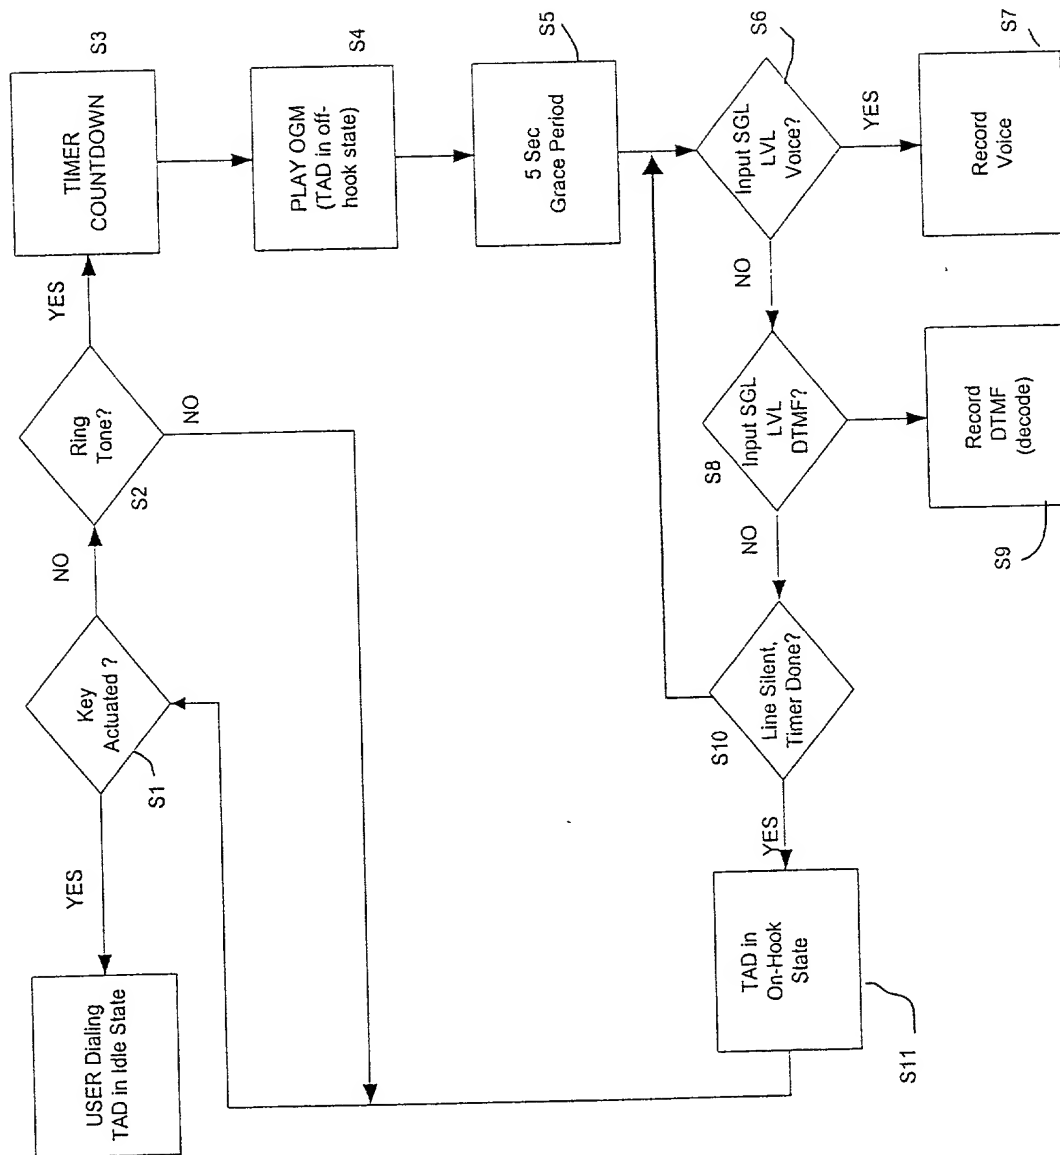 USER Dialing
TAD in Idle State
YES
Key
Actuated ?
S1
NO
Ring
Tone?
S2
NO
YES
TIMER
COUNTDOWN
S3
PLAY OGM
(TAD in off-
hook state)
S4
5 Sec
Grace Period
S5
Input SGL
LVL
Voice?
S6
YES
Record
Voice
S7
NO
Input SGL
LVL
DTMF?
S8
Record
DTMF
(decode)
S9
NO
Line Silent,
Timer Done?
S10
YES
TAD in
On-Hook
State
S11